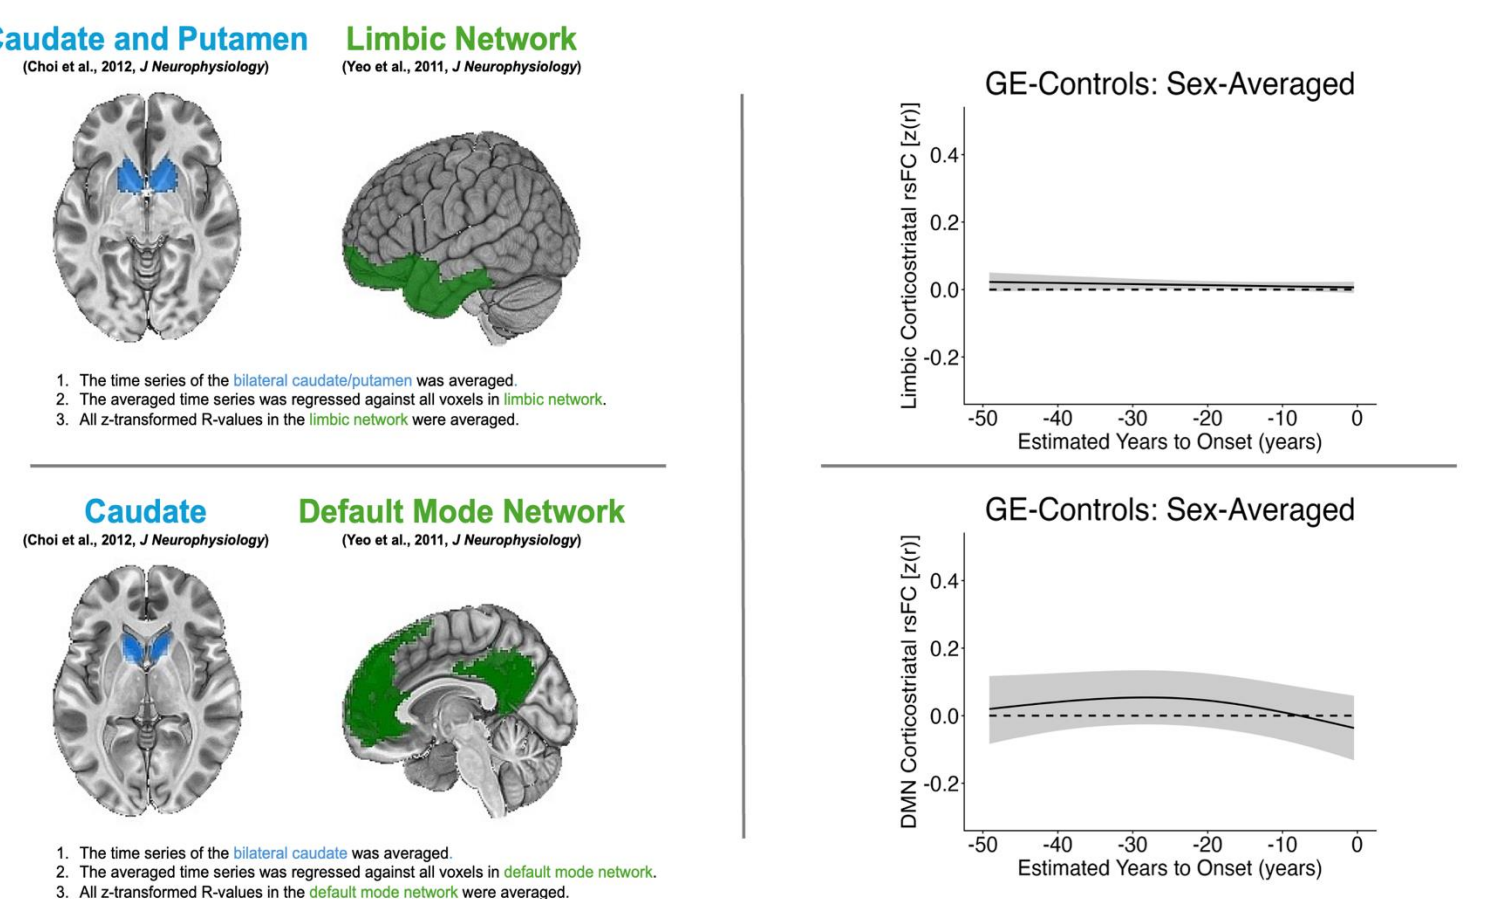 audate and Putamen
(Choi et al., 2012, J Neurophysiology)
Limbic Network
(Yeo et al., 2011, J Neurophysiology)
1. The time series of the bilateral caudate/putamen was averaged.
2. The averaged time series was regressed against all voxels in limbic network.
3. All z-transformed R-values in the limbic network were averaged.
GE-Controls: Sex-Averaged
Limbic Corticostriatal rsFC [z(r)]
0.4
0.2
0.0
-0.2
-50 -40 -30 -20 -10 0
Estimated Years to Onset (years)
Caudate
(Choi et al., 2012, J Neurophysiology)
Default Mode Network
(Yeo et al., 2011, J Neurophysiology)
1. The time series of the bilateral caudate was averaged.
2. The averaged time series was regressed against all voxels in default mode network.
3. All z-transformed R-values in the default mode network were averaged.
GE-Controls: Sex-Averaged
DMN Corticostriatal rsFC [z(r)]
0.4
0.2
0.0
-0.2
-50 -40 -30 -20 -10 0
Estimated Years to Onset (years)